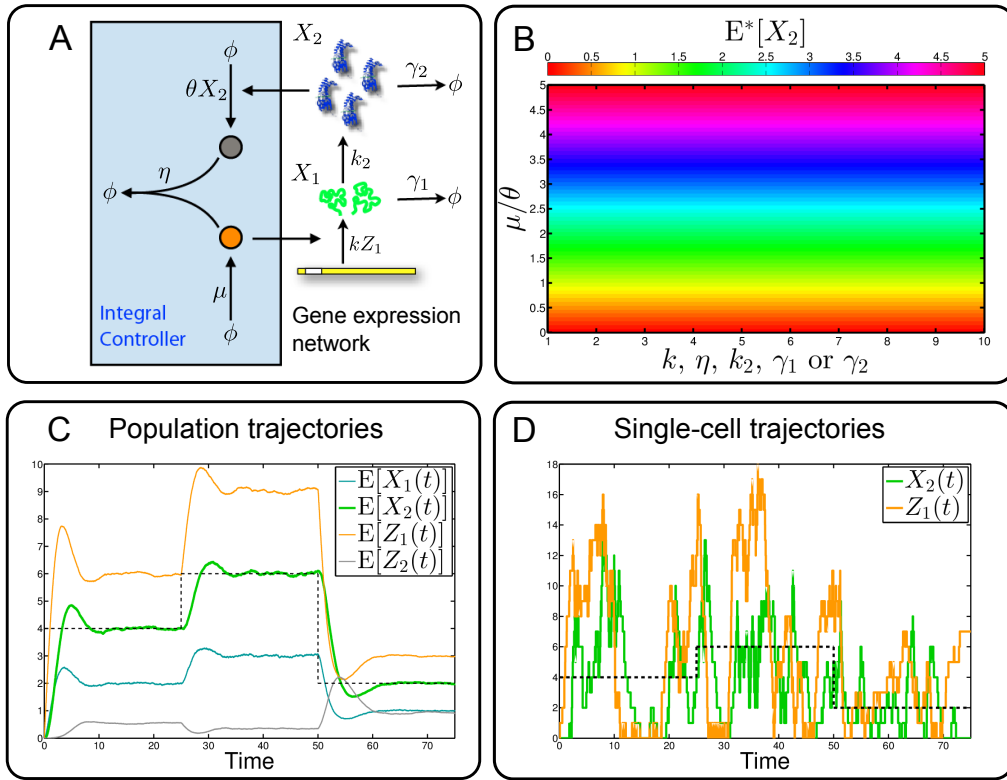 A
ϕ
θX₂
η
ϕ
μ
ϕ
Integral
Controller
X₂
γ₂
ϕ
k₂
X₁
γ₁
ϕ
kZ₁
Gene expression
network
B
E*[X₂]
0 0.5 1 1.5 2 2.5 3 3.5 4 4.5 5
μ/θ
5
4.5
4
3.5
3
2.5
2
1.5
1
0.5
0
1 2 3 4 5 6 7 8 9 10
k, η, k₂, γ₁ or γ₂
C Population trajectories
10
9
8
7
6
5
4
3
2
1
0
E[X₁(t)]
E[X₂(t)]
E[Z₁(t)]
E[Z₂(t)]
0 10 20 30 40 50 60 70
Time
D Single-cell trajectories
18
16
14
12
10
8
6
4
2
0
X₂(t)
Z₁(t)
0 10 20 30 40 50 60 70
Time